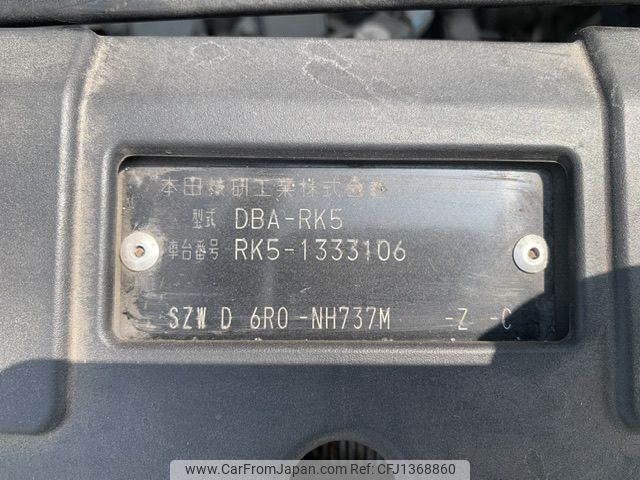 本田技研工業株式会社
型式 DBA-RK5
車台番号 RK5-1333106
SZW D 6R0 -NH737M -Z -C
www.CarFromJapan.com - CFJ1368860